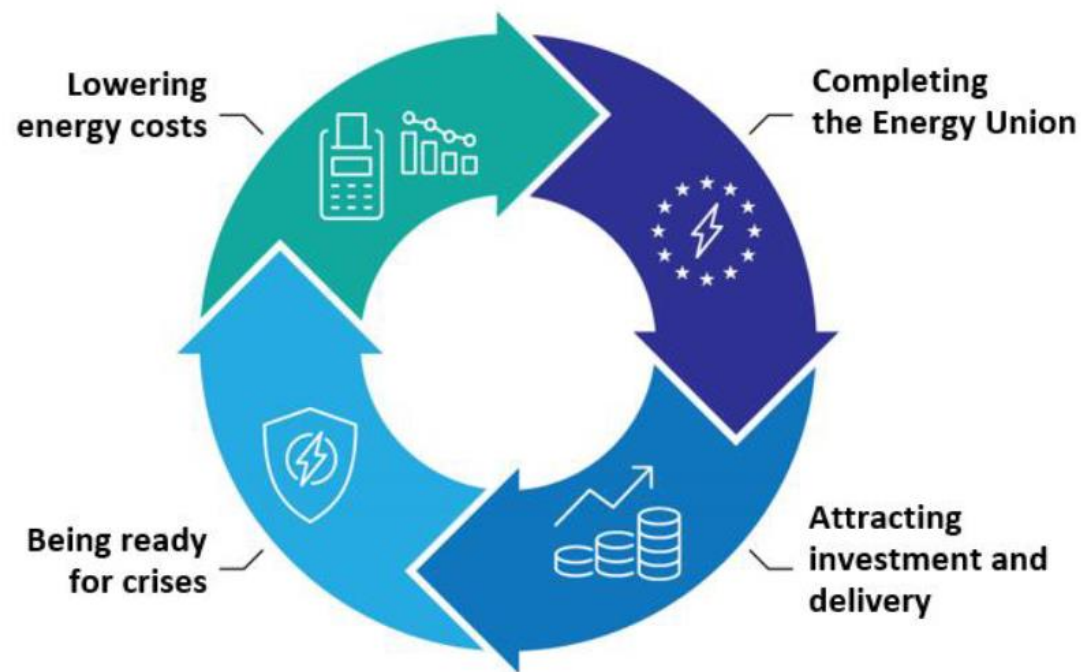 Lowering
energy costs
Completing
the Energy Union
Being ready
for crises
Attracting
investment and
delivery